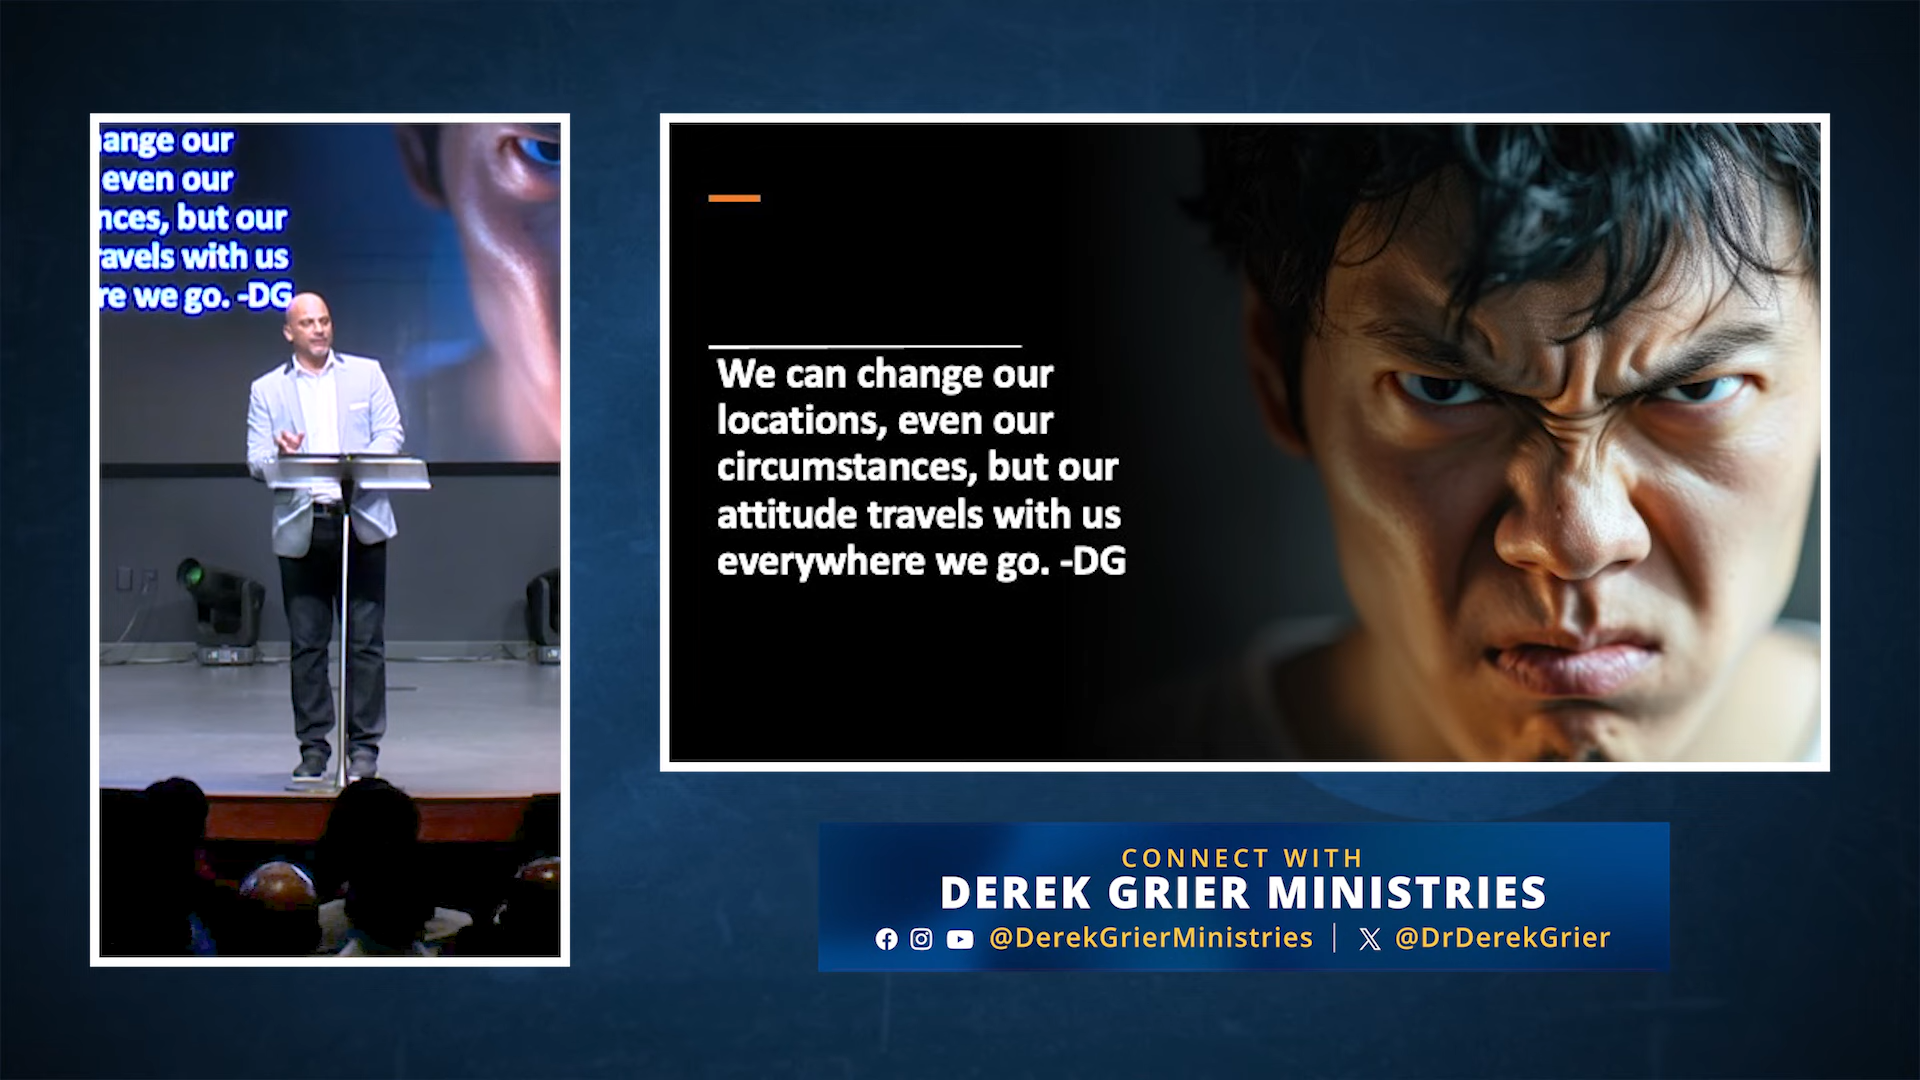 ange our
even our
nces, but our
avels with us
re we go. -DG
We can change our
locations, even our
circumstances, but our
attitude travels with us
everywhere we go. -DG
CONNECT WITH
DEREK GRIER MINISTRIES
@DerekGrierMinistries | @DrDerekGrier